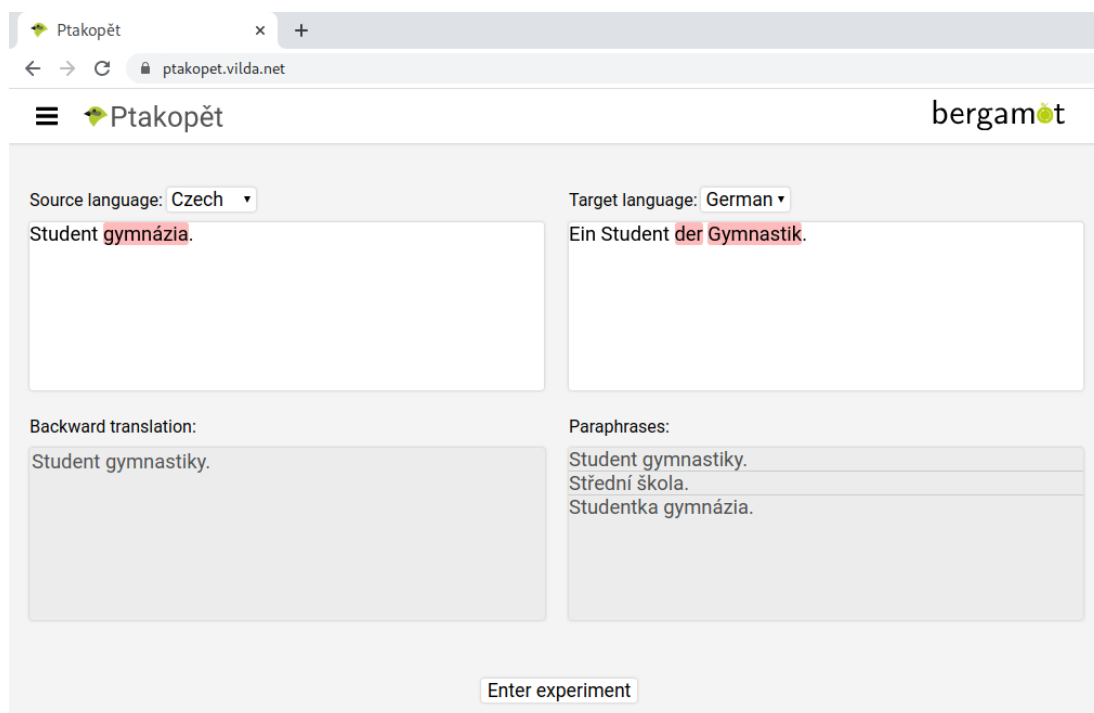 Ptakopět
ptakopet.vilda.net
Ptakopět
bergamot
Source language: Czech
Target language: German
Student gymnázia.
Ein Student der Gymnastik.
Backward translation:
Paraphrases:
Student gymnastiky.
Student gymnastiky.
Střední škola.
Studentka gymnázia.
Enter experiment